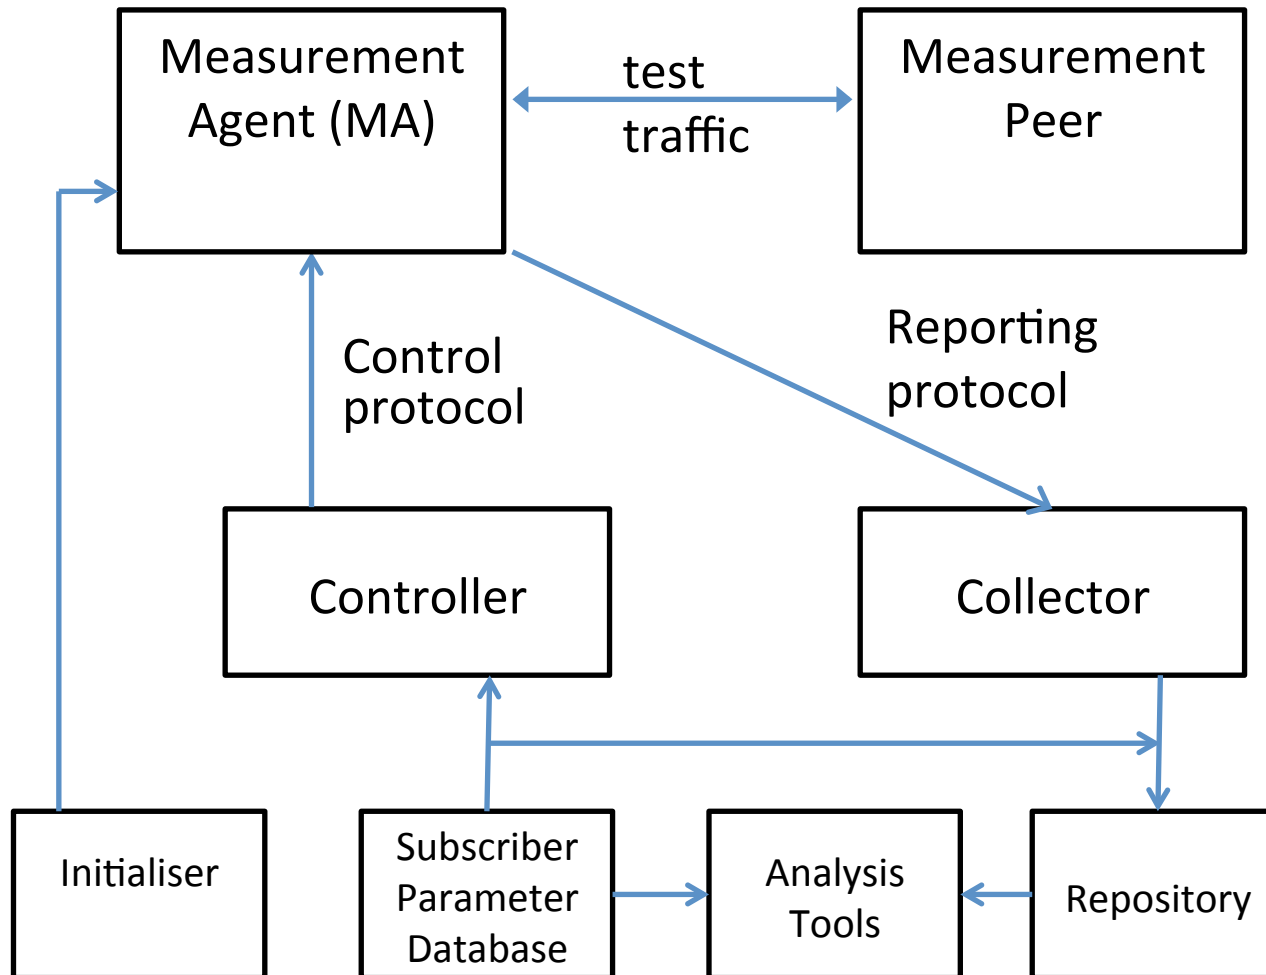 Measurement
Agent (MA)
test
traffic
Measurement
Peer
Control
protocol
Reporting
protocol
Controller
Collector
Initialiser
Subscriber
Parameter
Database
Analysis
Tools
Repository